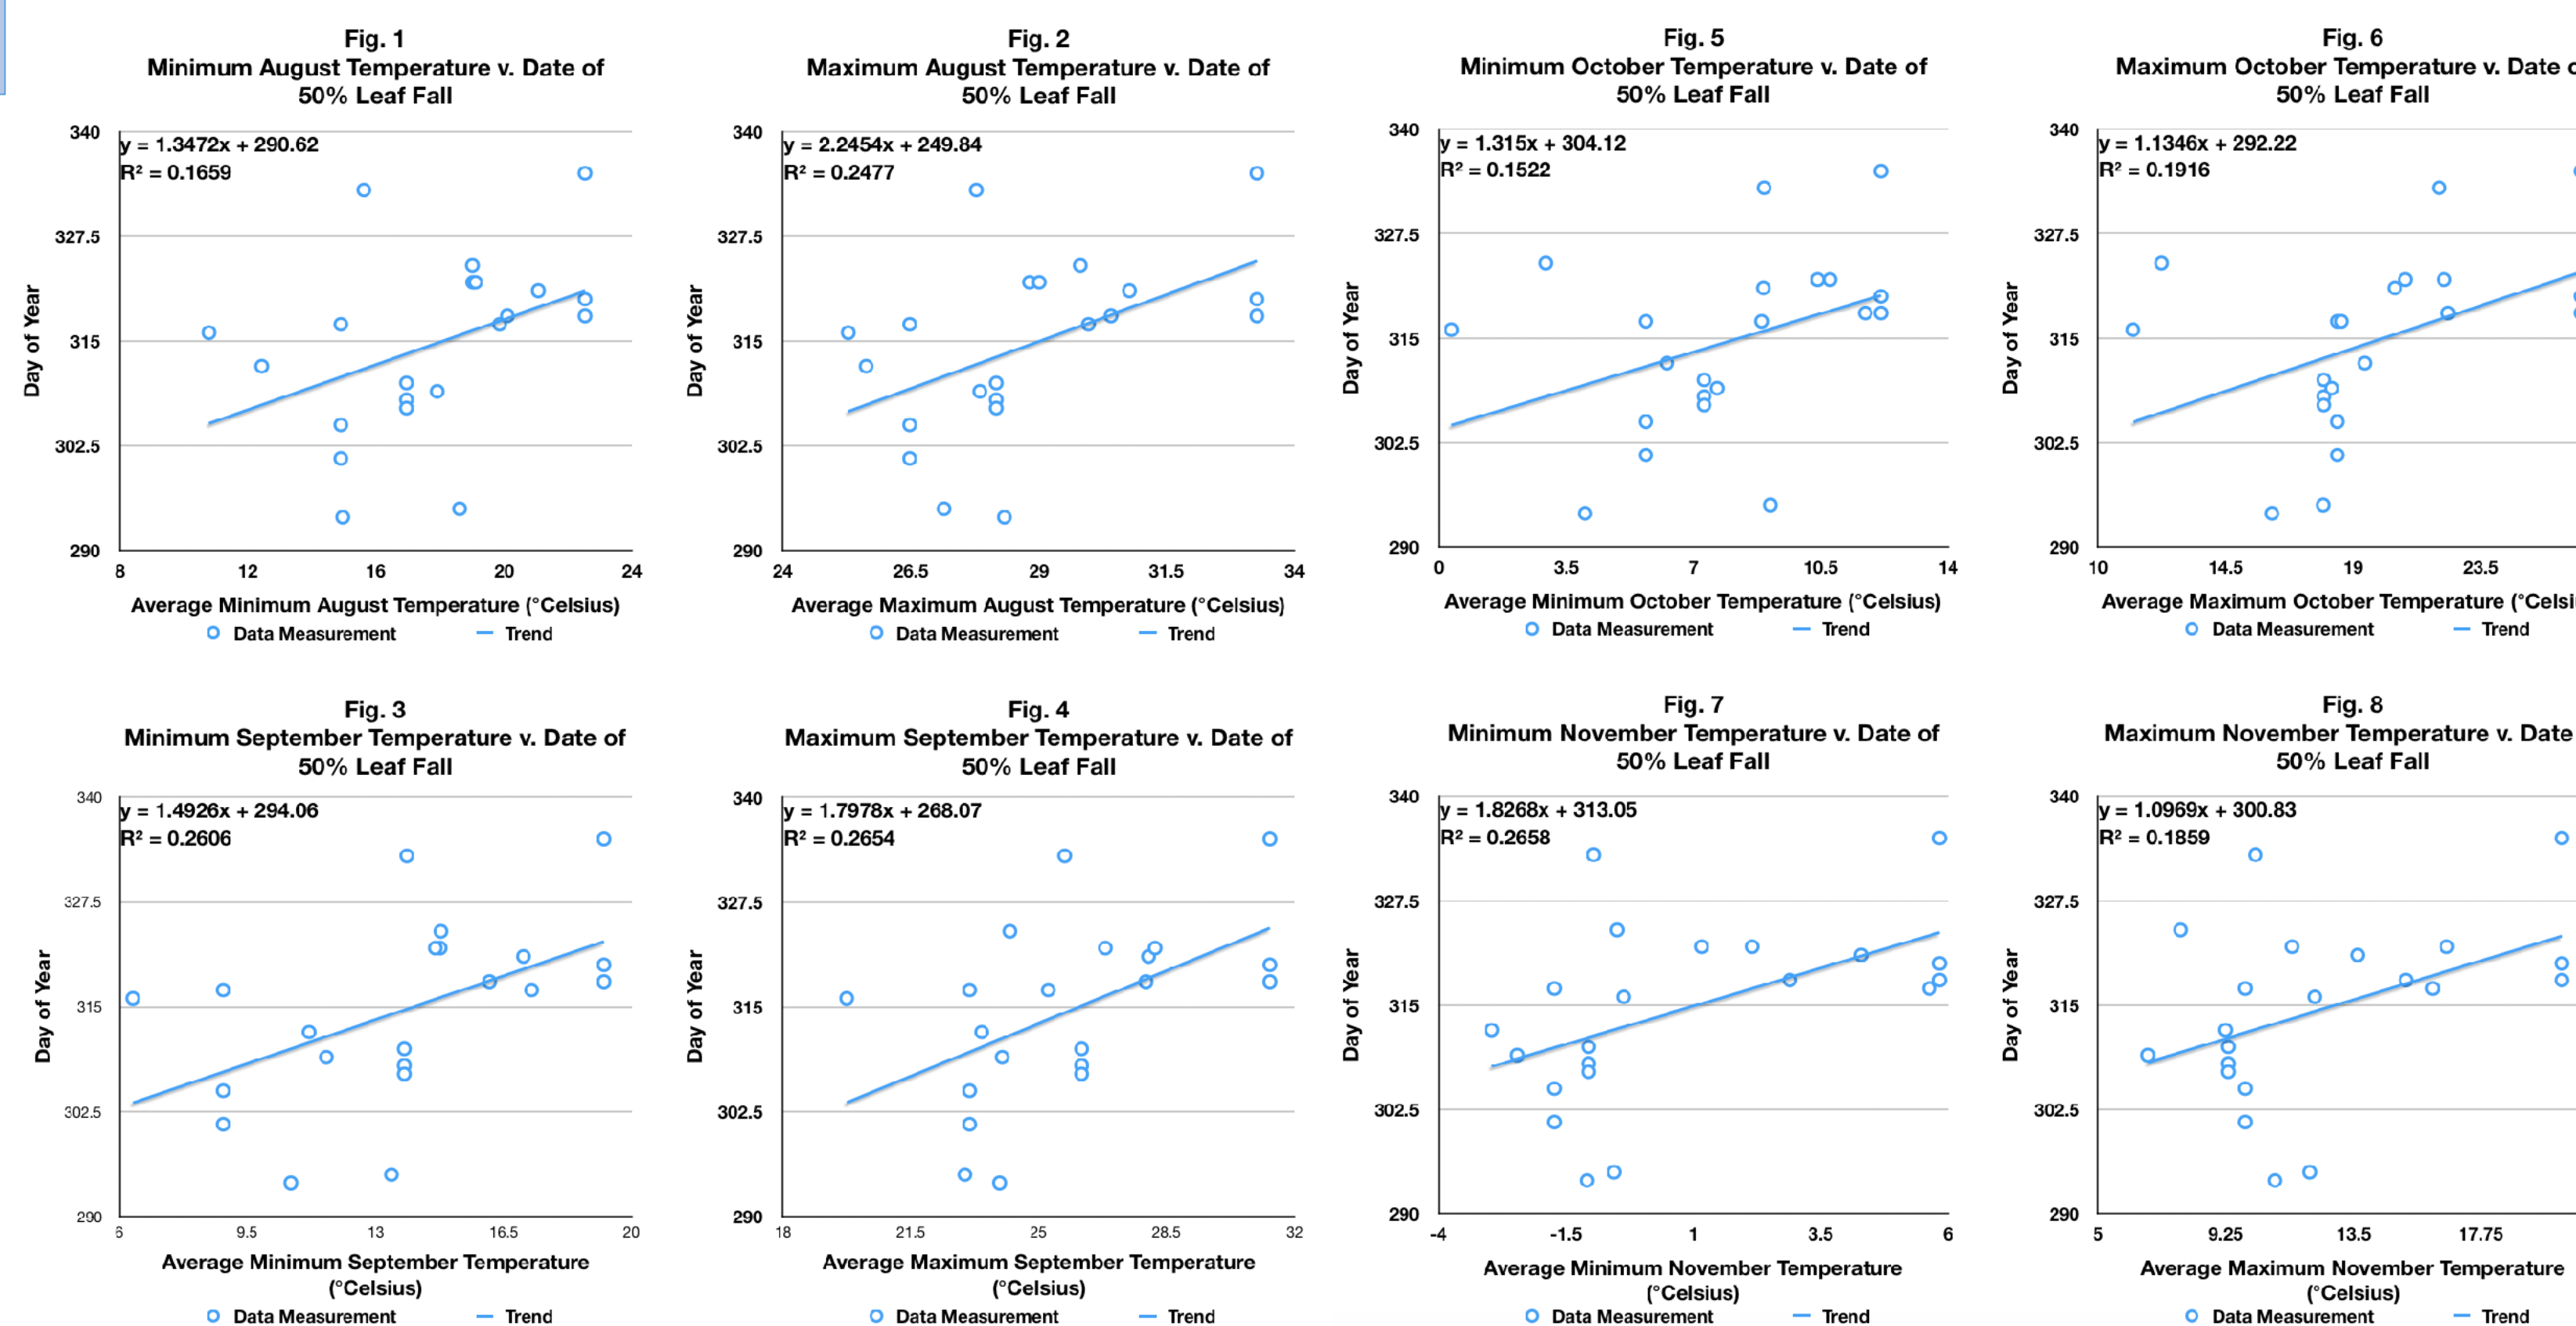 Fig. 1
Minimum August Temperature v. Date of
50% Leaf Fall
340
y = 1.3472x + 290.62
R² = 0.1659
327.5
315
302.5
290
Day of Year
8 12 16 20 24
Average Minimum August Temperature (°Celsius)
Data Measurement Trend
Fig. 2
Maximum August Temperature v. Date of
50% Leaf Fall
340
y = 2.2454x + 249.84
R² = 0.2477
327.5
315
302.5
290
Day of Year
24 26.5 29 31.5 34
Average Maximum August Temperature (°Celsius)
Data Measurement Trend
Fig. 5
Minimum October Temperature v. Date of
50% Leaf Fall
340
y = 1.315x + 304.12
R² = 0.1522
327.5
315
302.5
290
Day of Year
0 3.5 7 10.5 14
Average Minimum October Temperature (°Celsius)
Data Measurement Trend
Fig. 6
Maximum October Temperature v. Date
50% Leaf Fall
340
y = 1.1346x + 292.22
R² = 0.1916
327.5
315
302.5
290
Day of Year
10 14.5 19 23.5
Average Maximum October Temperature
Data Measurement Trend
Fig. 3
Minimum September Temperature v. Date of
50% Leaf Fall
340
y = 1.4926x + 294.06
R² = 0.2606
327.5
315
302.5
290
Day of Year
6 9.5 13 16.5 20
Average Minimum September Temperature
(°Celsius)
Data Measurement Trend
Fig. 4
Maximum September Temperature v. Date of
50% Leaf Fall
340
y = 1.7978x + 268.07
R² = 0.2654
327.5
315
302.5
290
Day of Year
18 21.5 25 28.5 32
Average Maximum September Temperature
(°Celsius)
Data Measurement Trend
Fig. 7
Minimum November Temperature v. Date of
50% Leaf Fall
340
y = 1.8268x + 313.05
R² = 0.2658
327.5
315
302.5
290
Day of Year
-4 -1.5 1 3.5 6
Average Minimum November Temperature
(°Celsius)
Data Measurement Trend
Fig. 8
Maximum November Temperature v. Date
50% Leaf Fall
340
y = 1.0969x + 300.83
R² = 0.1859
327.5
315
302.5
290
Day of Year
5 9.25 13.5 17.75
Average Maximum November Temperature
(°Celsius)
Data Measurement Trend